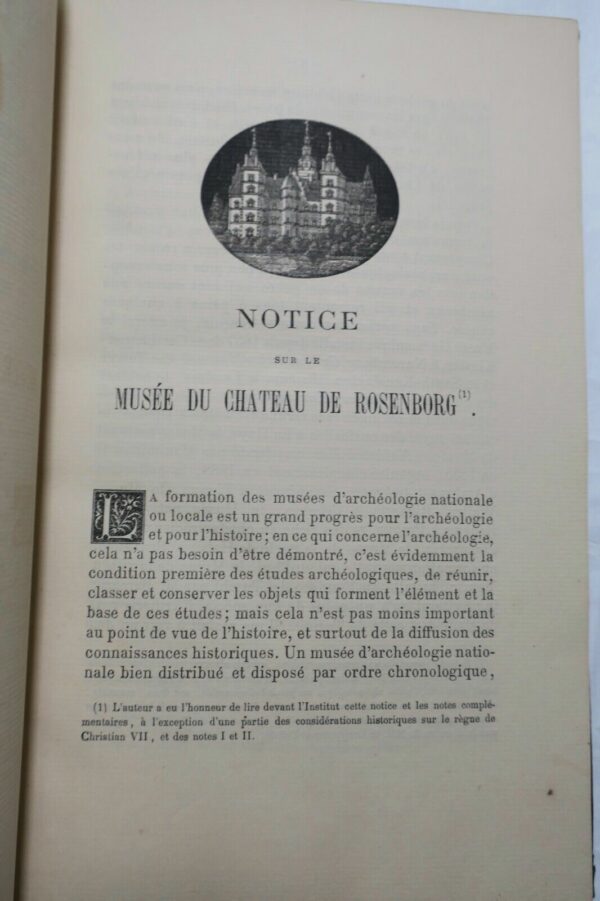 NOTICE
SUR LE
MUSÉE DU CHATEAU DE ROSENBORG (1).
LA formation des musées d'archéologie nationale
ou locale est un grand progrès pour l'archéologie
et pour l'histoire ; en ce qui concerne l'archéologie,
cela n'a pas besoin d'être démontré, c'est évidemment la
condition première des études archéologiques, de réunir,
classer et conserver les objets qui forment l'élément et la
base de ces études ; mais cela n'est pas moins important
au point de vue de l'histoire, et surtout de la diffusion des
connaissances historiques. Un musée d'archéologie natio-
nale bien distribué et disposé par ordre chronologique,
(1) L'auteur a eu l'honneur de lire devant l'Institut cette notice et les notes complé-
mentaires, à l'exception d'une partie des considérations historiques sur le règne de
Christian VII, et des notes I et II.